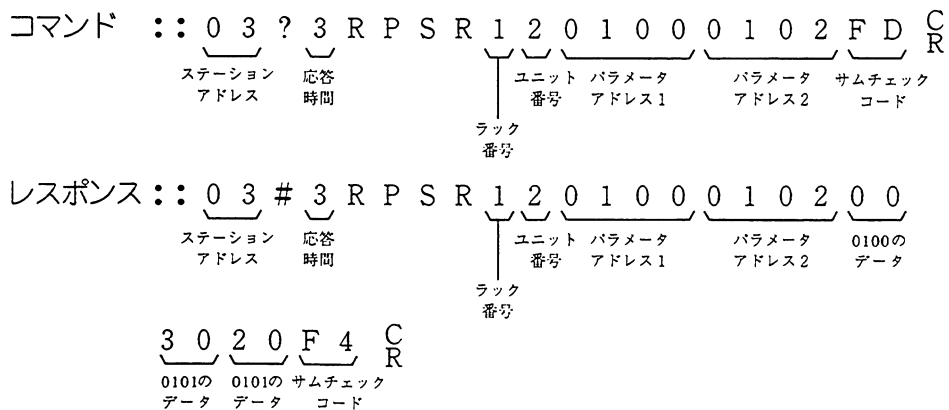 コマンド :: 0 3 ? 3 R P S R 1 2 0 1 0 0 0 1 0 2 F D CR
ステーション アドレス
応答 時間
ラック 番号
ユニット 番号
パラメータ アドレス1
パラメータ アドレス2
サムチェック コード
レスポンス :: 0 3 # 3 R P S R 1 2 0 1 0 0 0 1 0 2 0 0
ステーション アドレス
応答 時間
ラック 番号
ユニット 番号
パラメータ アドレス1
パラメータ アドレス2
0100の データ
3 0 2 0 F 4 CR
0101の データ
0101の データ
サムチェック コード